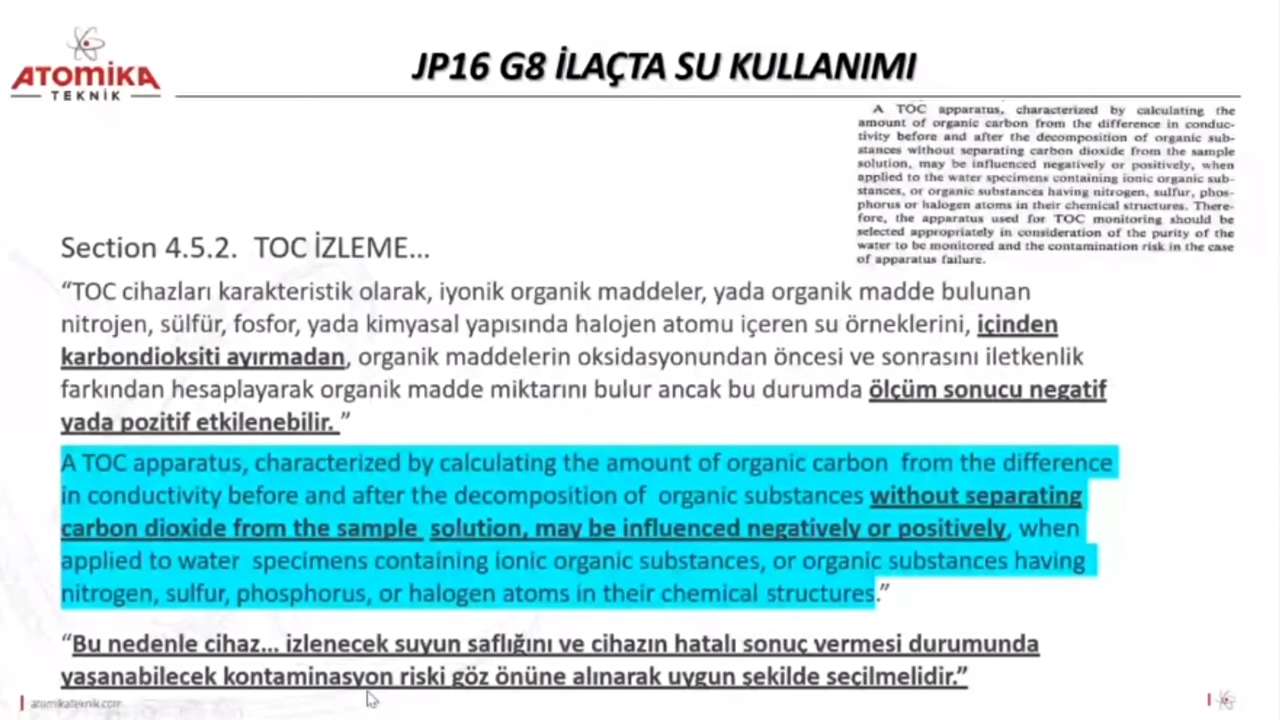 ATOMİKA
TEKNİK
JP16 G8 İLAÇTA SU KULLANIMI
A TOC apparatus, characterized by calculating the
amount of organic carbon from the difference in conduc-
tivity before and after the decomposition of organic sub-
stances without separating carbon dioxide from the sample
solution, may be influenced negatively or positively, when
applied to the water specimens containing ionic organic sub-
stances, or organic substances having nitrogen, sulfur, phos-
phorus or halogen atoms in their chemical structures. There-
fore, the apparatus used for TOC monitoring should be
selected appropriately in consideration of the purity of the
water to be monitored and the contamination risk in the case
of apparatus failure.
Section 4.5.2. TOC İZLEME...
“TOC cihazları karakteristik olarak, iyonik organik maddeler, yada organik madde bulunan
nitrojen, sülfür, fosfor, yada kimyasal yapısında halojen atomu içeren su örneklerini, içinden
karbondioksiti ayırmadan, organik maddelerin oksidasyonundan öncesi ve sonrasını iletkenlik
farkından hesaplayarak organik madde miktarını bulur ancak bu durumda ölçüm sonucu negatif
yada pozitif etkilenebilir. ”
A TOC apparatus, characterized by calculating the amount of organic carbon from the difference
in conductivity before and after the decomposition of organic substances without separating
carbon dioxide from the sample solution, may be influenced negatively or positively, when
applied to water specimens containing ionic organic substances, or organic substances having
nitrogen, sulfur, phosphorus, or halogen atoms in their chemical structures.”
“Bu nedenle cihaz... izlenecek suyun saflığını ve cihazın hatalı sonuç vermesi durumunda
yaşanabilecek kontaminasyon riski göz önüne alınarak uygun şekilde seçilmelidir.”
atomikateknik.com